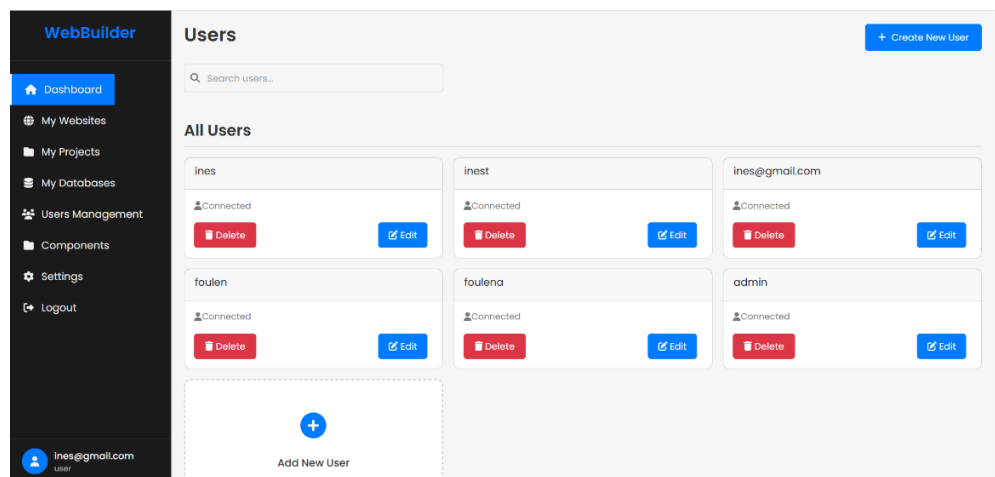 WebBuilder
Dashboard
My Websites
My Projects
My Databases
Users Management
Components
Settings
Logout
ines@gmail.com
user
Users
+ Create New User
Search users...
All Users
ines
Connected
Delete
Edit
inest
Connected
Delete
Edit
ines@gmail.com
Connected
Delete
Edit
foulen
Connected
Delete
Edit
foulena
Connected
Delete
Edit
admin
Connected
Delete
Edit
Add New User